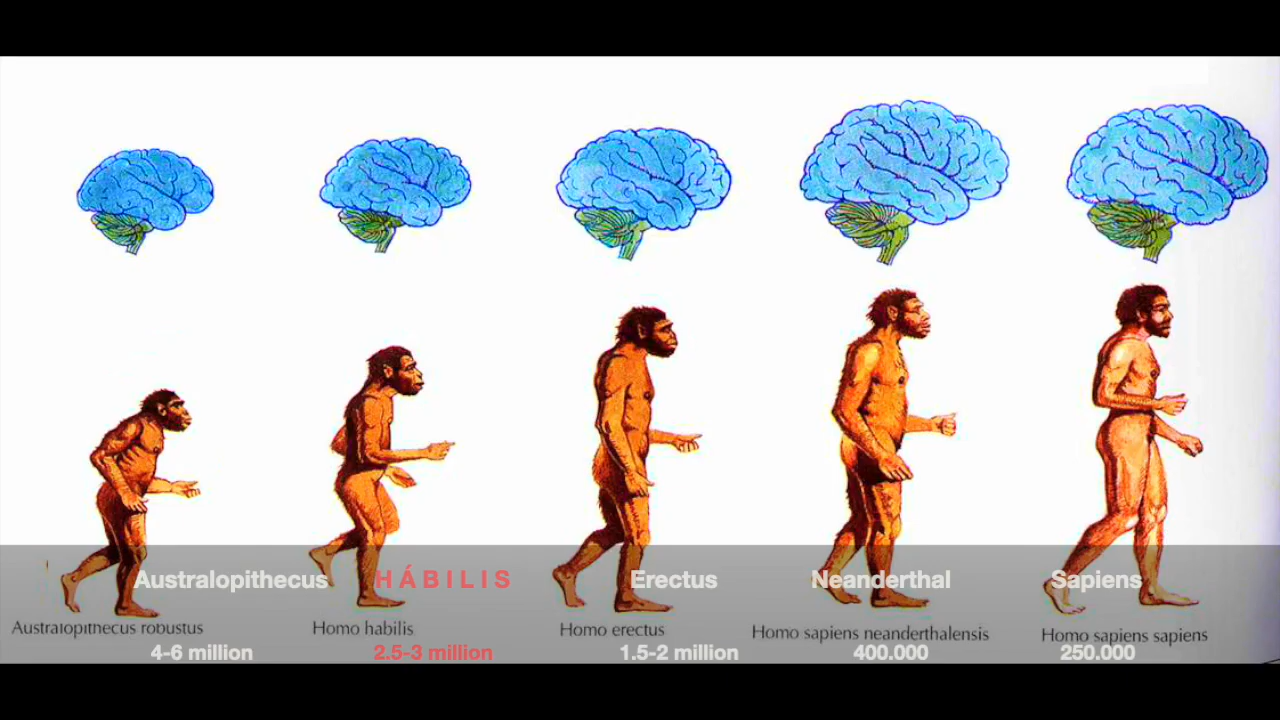 Australopithecus HÁBILIS Erectus Neanderthal Sapiens
Australopithecus robustus Homo habilis Homo erectus Homo sapiens neanderthalensis Homo sapiens sapiens
4-6 million 2.5-3 million 1.5-2 million 400.000 250.000